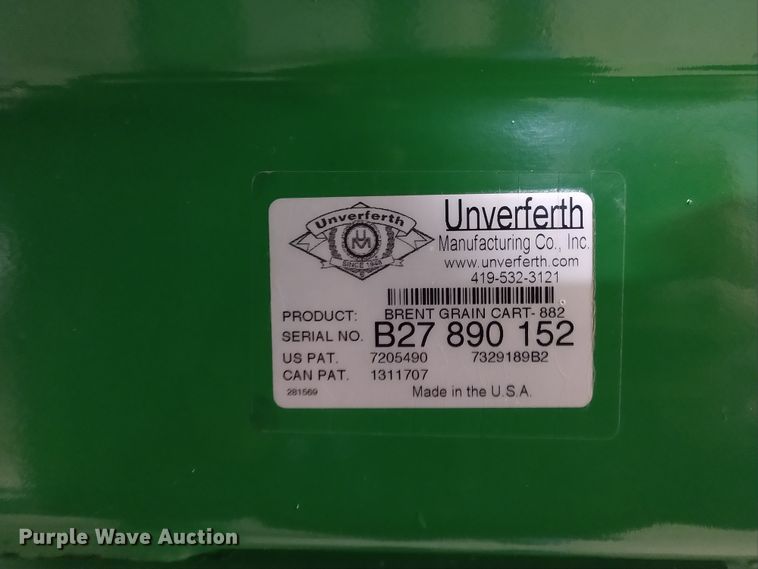 Unverferth
UM
SINCE 1948
Unverferth
Manufacturing Co., Inc.
www.unverferth.com
419-532-3121
PRODUCT: BRENT GRAIN CART- 882
SERIAL NO. B27 890 152
US PAT. 7205490 7329189B2
CAN PAT. 1311707
281569 Made in the U.S.A.
Purple Wave Auction